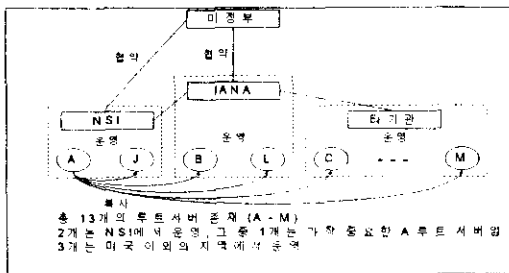 미정부
협약
협약
IANA
NSI
타기관
운영
운영
운영
A
J
B
L
C
- - -
M
복사
총 13개의 루트서버 존재 (A - M)
2개는 NSI에서 운영, 그중 1개는 가장 중요한 A루트서버임
3개는 미국 이외의 지역에서 운영